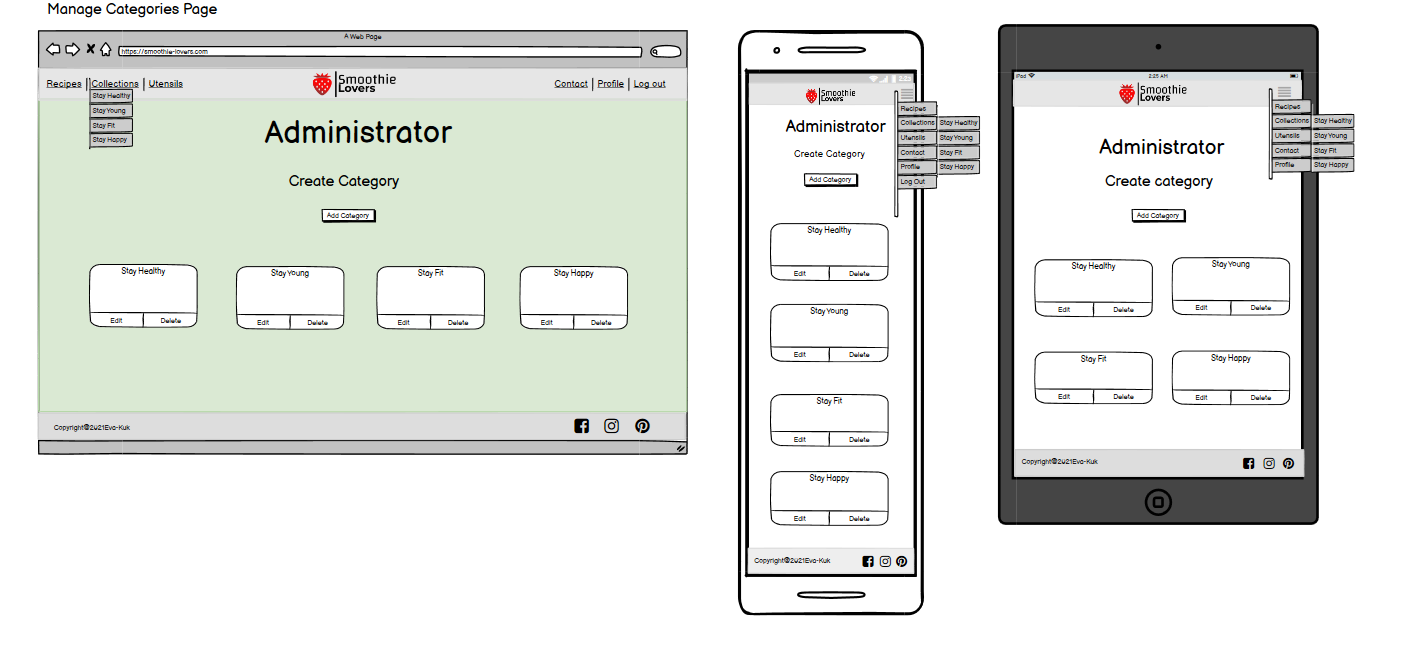 Manage Categories Page
A Web Page
https://smoothie-lovers.com
Recipes Collections Utensils
Smoothie
Lovers
Contact Profile Log out
Stay Healthy
Stay Young
Stay Fit
Stay Happy
Administrator
Create Category
Add Category
Stay Healthy Stay Young Stay Fit Stay Happy
Edit Delete Edit Delete Edit Delete Edit Delete
Copyright©2021Eva-Kuk
2:21
Smoothie
Lovers
Recipes
Collections Stay Healthy
Utensils Stay Young
Contact Stay Fit
Profile Stay Happy
Log Out
Administrator
Create Category
Add Category
Stay Healthy
Edit Delete
Stay Young
Edit Delete
Stay Fit
Edit Delete
Stay Happy
Edit Delete
Copyright©2021Eva-Kuk
iPod 2:25 AM
Smoothie
Lovers
Recipes
Collections Stay Healthy
Utensils Stay Young
Contact Stay Fit
Profile Stay Happy
Administrator
Create category
Add Category
Stay Healthy Stay Young
Edit Delete Edit Delete
Stay Fit Stay Happy
Edit Delete Edit Delete
Copyright©2021Eva-Kuk